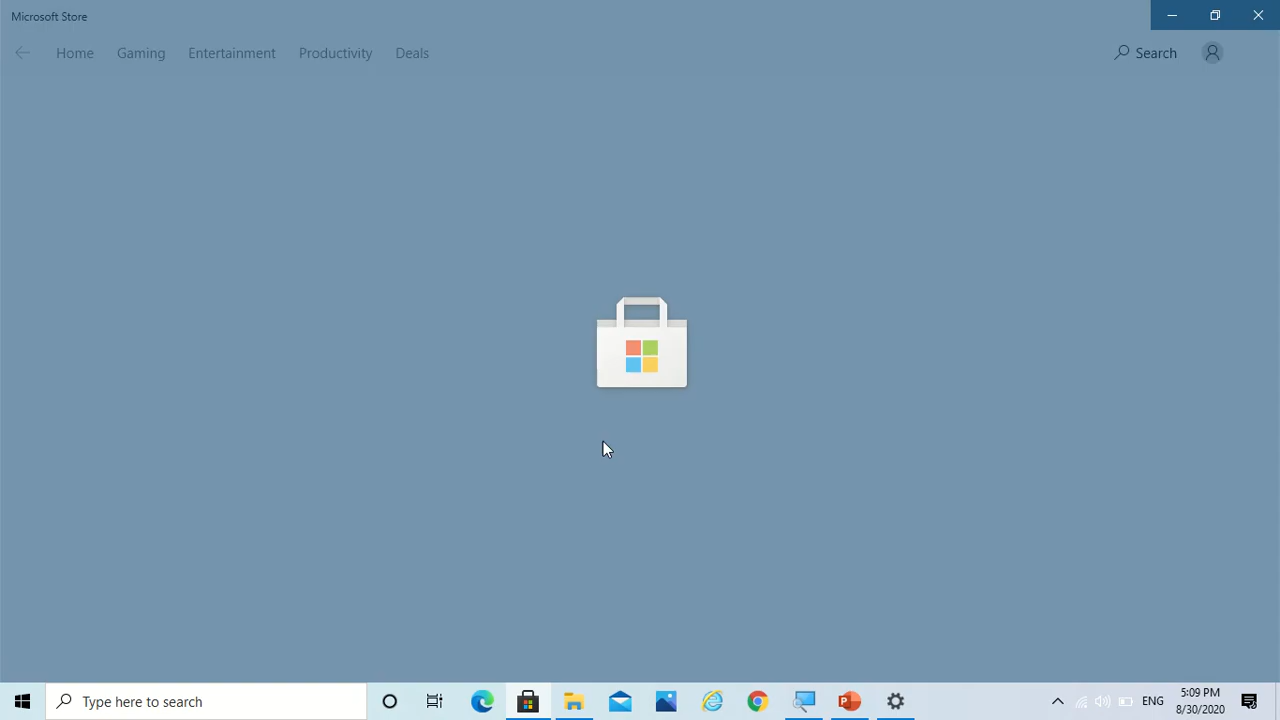 Microsoft Store
Home Gaming Entertainment Productivity Deals Search
Type here to search
ENG
5:09 PM
8/30/2020